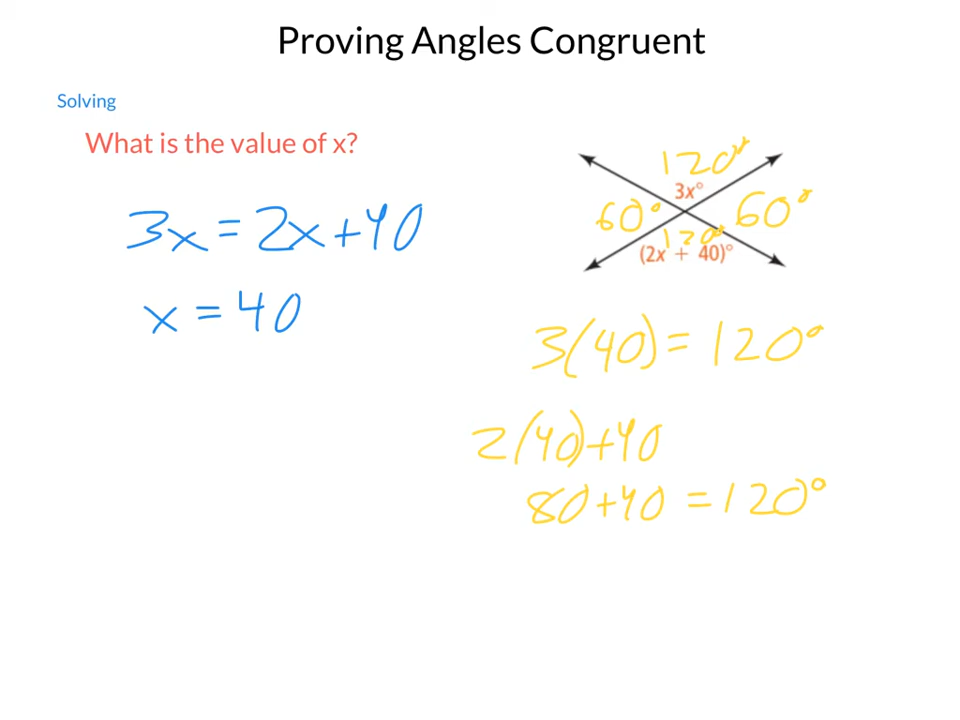 Proving Angles Congruent
Solving
What is the value of x?
3x = 2x + 40
x = 40
120°
3x°
60°
60°
120°
(2x + 40)°
3(40) = 120°
2(40) + 40
80 + 40 = 120°